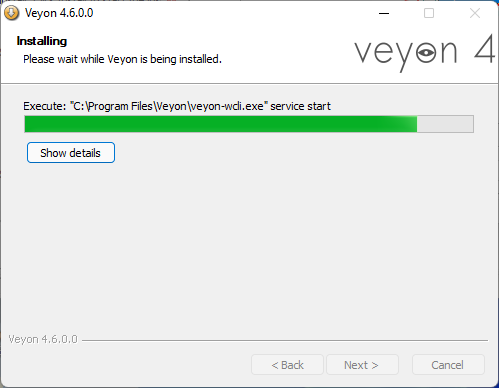 Veyon 4.6.0.0
Installing
Please wait while Veyon is being installed.
veyon 4
Execute: "C:\Program Files\Veyon\veyon-wcli.exe" service start
Show details
Veyon 4.6.0.0
< Back
Next >
Cancel